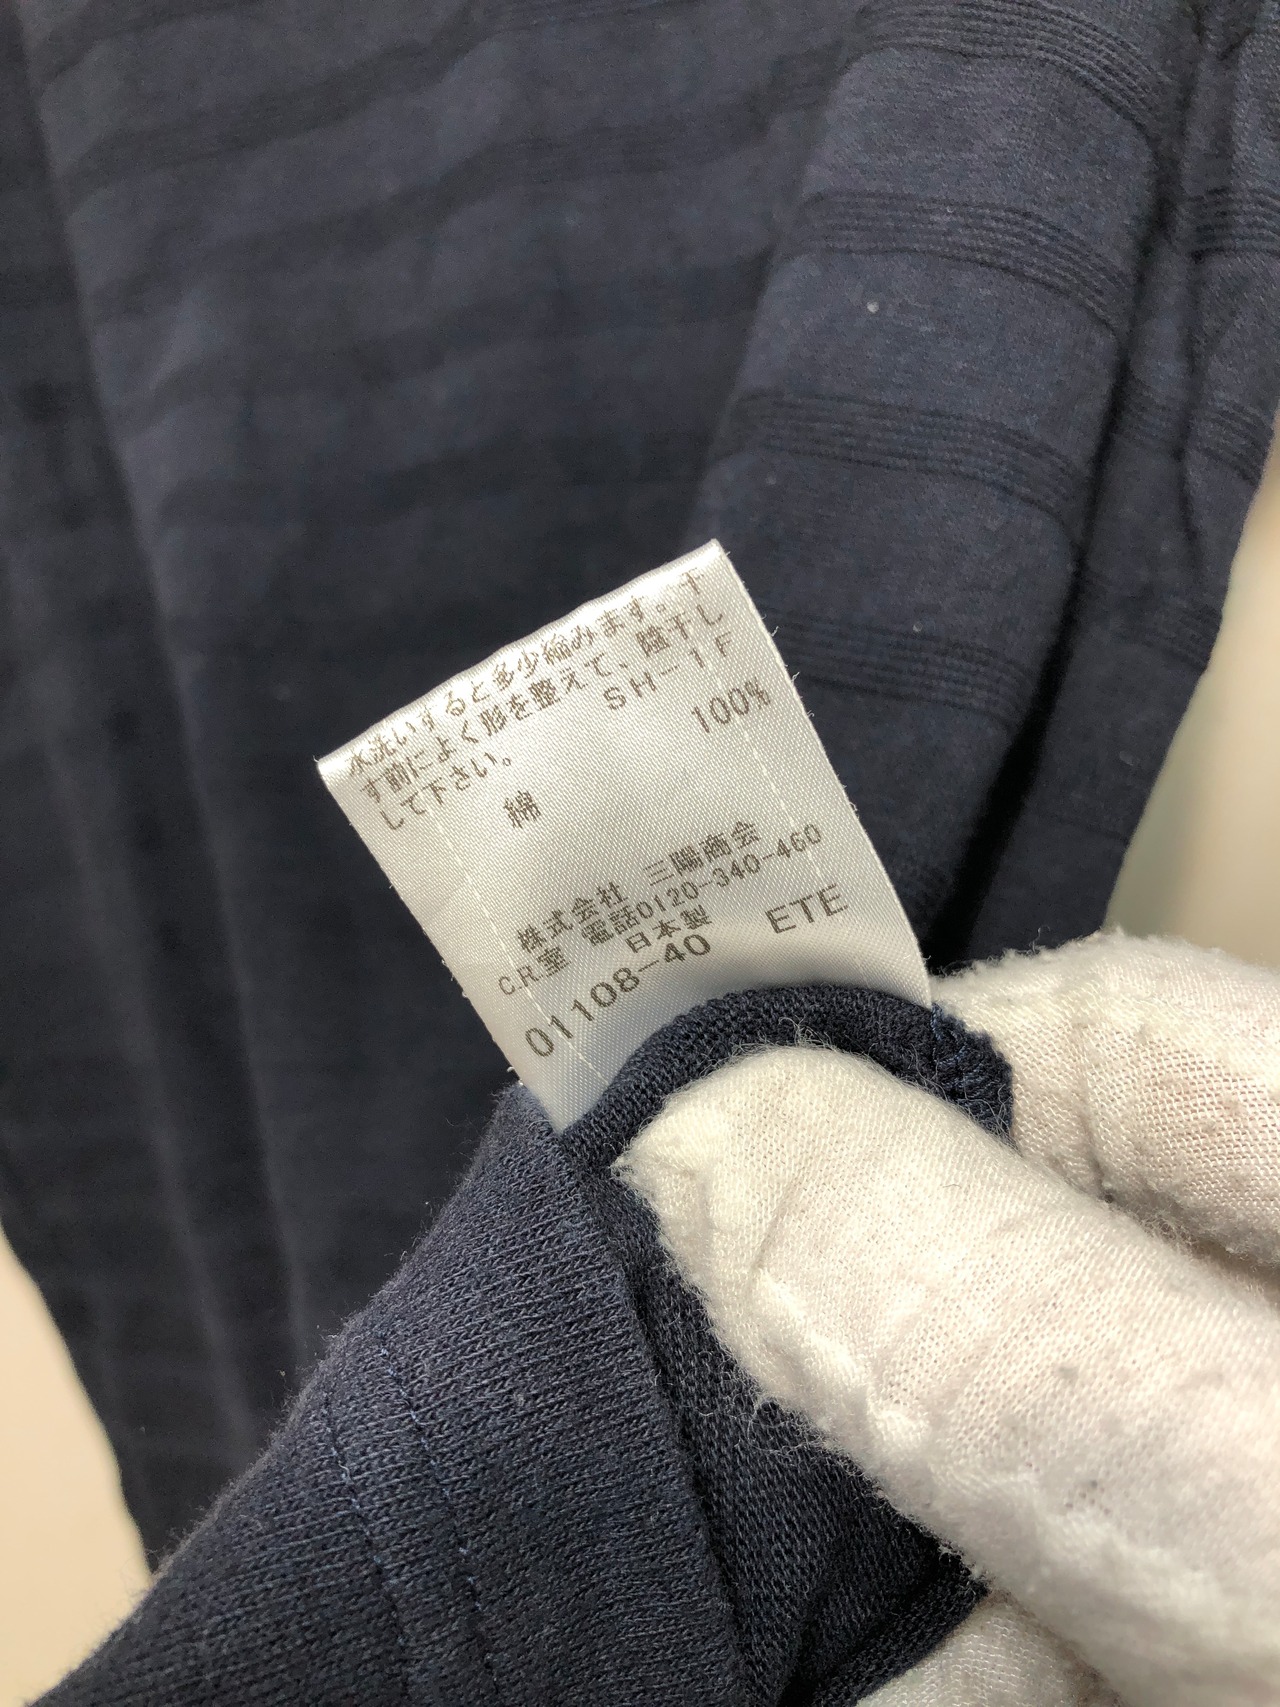 水洗いすると多少縮みます。干
す前によく形を整えて、陰干し
して下さい。 SH-1F
綿 100%
株式会社 三陽商会
C.R.室 電話0120-340-460
日本製
01108-40 ETE